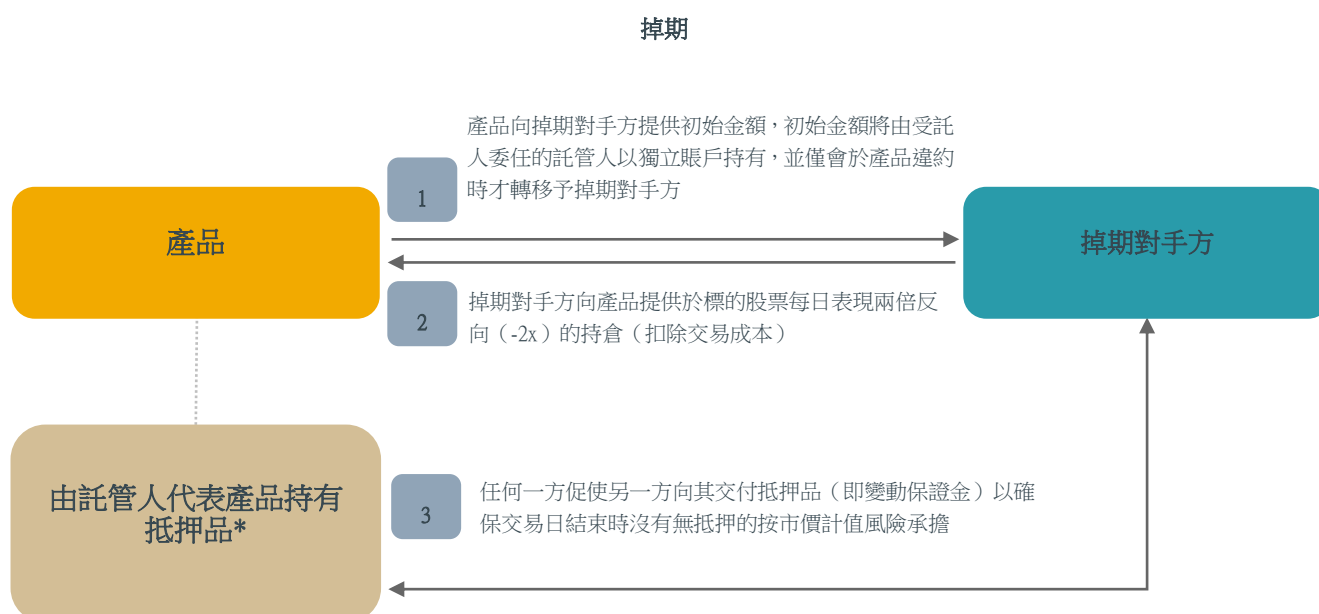 掉期
產品向掉期對手方提供初始金額，初始金額將由受託
人委任的託管人以獨立賬戶持有，並僅會於產品違約
時才轉移予掉期對手方
1
產品
掉期對手方
2
掉期對手方向產品提供於標的股票每日表現兩倍反
向（-2x）的持倉（扣除交易成本）
由託管人代表產品持有
抵押品*
3
任何一方促使另一方向其交付抵押品（即變動保證金）以確
保交易日結束時沒有無抵押的按市價計值風險承擔